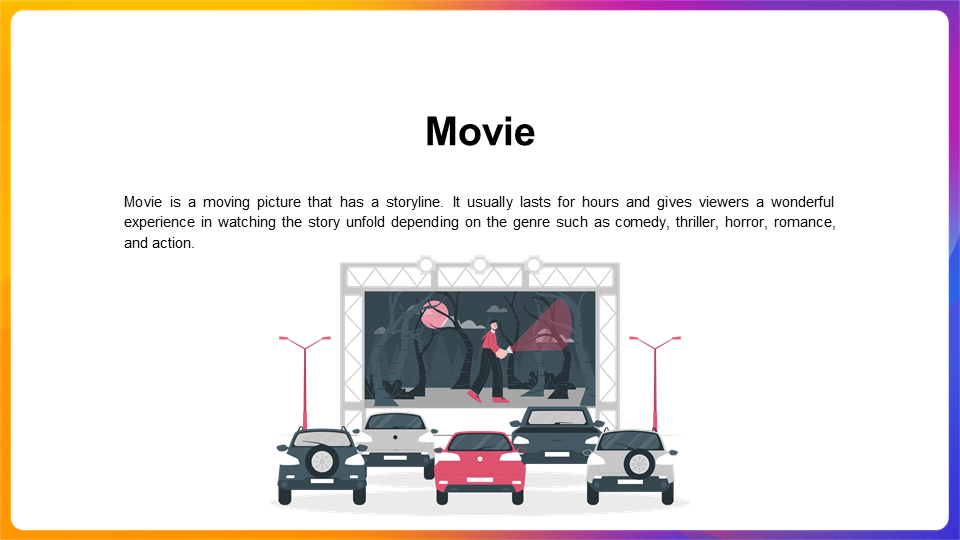 Movie
Movie is a moving picture that has a storyline. It usually lasts for hours and gives viewers a wonderful
experience in watching the story unfold depending on the genre such as comedy, thriller, horror, romance,
and action.